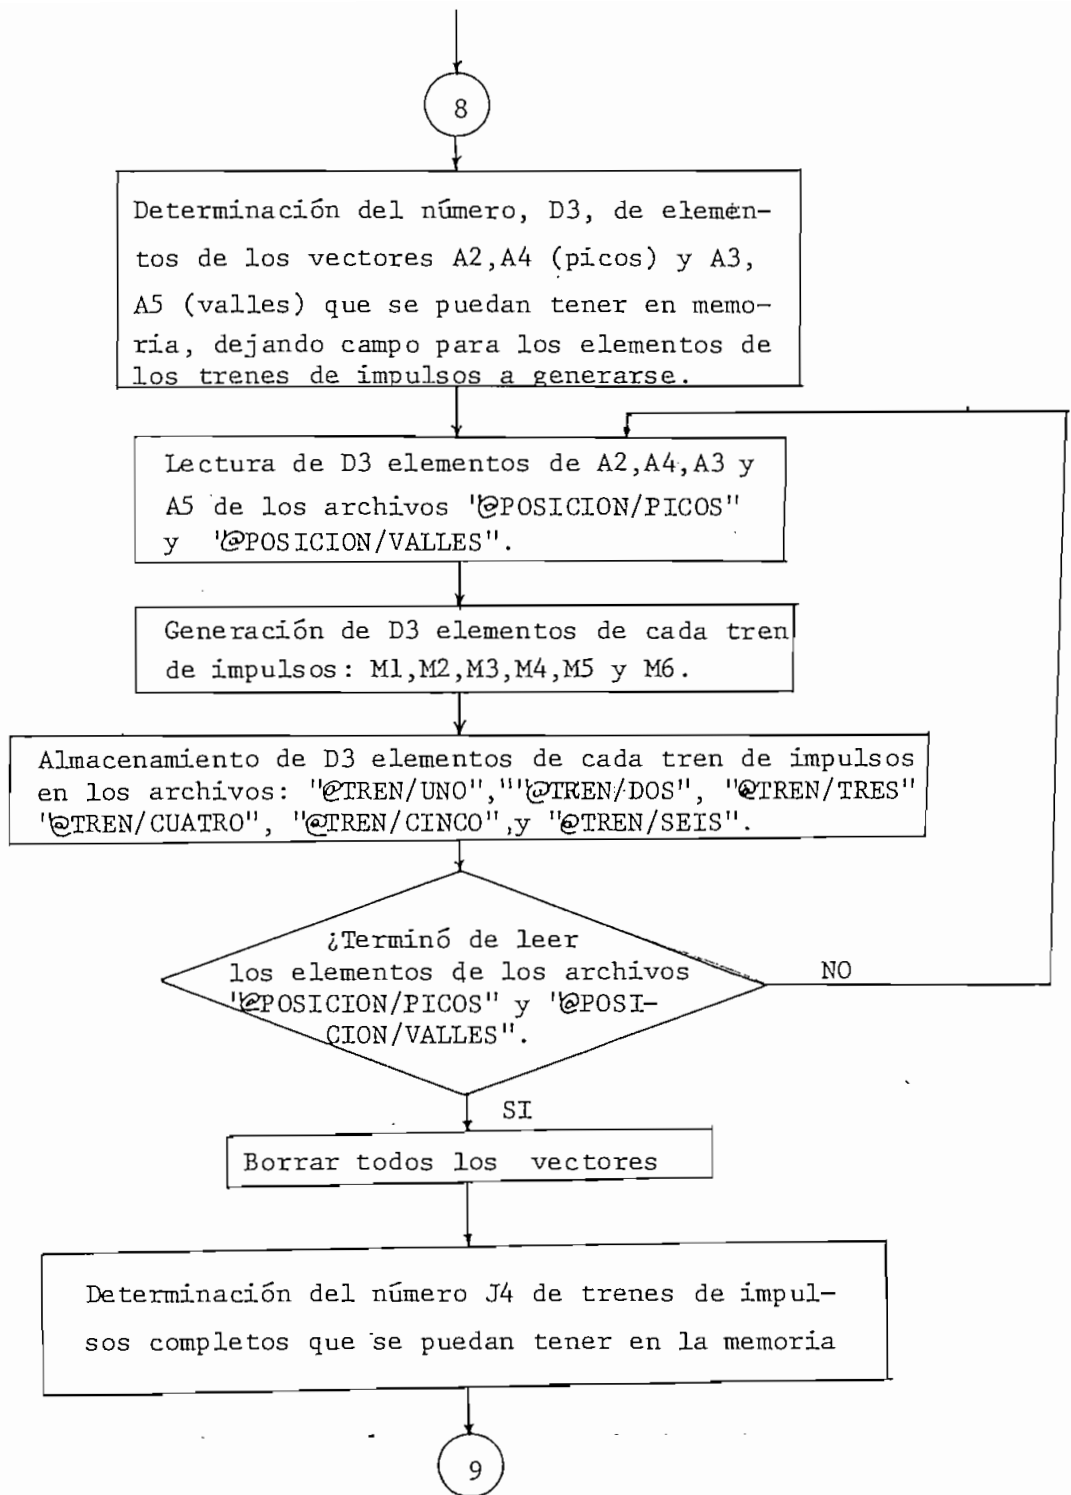 8
Determinación del número, D3, de elemen-
tos de los vectores A2,A4 (picos) y A3,
A5 (valles) que se puedan tener en memo-
ria, dejando campo para los elementos de
los trenes de impulsos a generarse.
Lectura de D3 elementos de A2,A4,A3 y
A5 de los archivos "@POSICION/PICOS"
y "@POSICION/VALLES".
Generación de D3 elementos de cada tren
de impulsos: M1,M2,M3,M4,M5 y M6.
Almacenamiento de D3 elementos de cada tren de impulsos
en los archivos: "@TREN/UNO",""@TREN/DOS", "@TREN/TRES"
"@TREN/CUATRO", "@TREN/CINCO",y "@TREN/SEIS".
¿Terminó de leer
los elementos de los archivos
"@POSICION/PICOS" y "@POSI-
CION/VALLES".
NO
SI
Borrar todos los vectores
Determinación del número J4 de trenes de impul-
sos completos que se puedan tener en la memoria
9